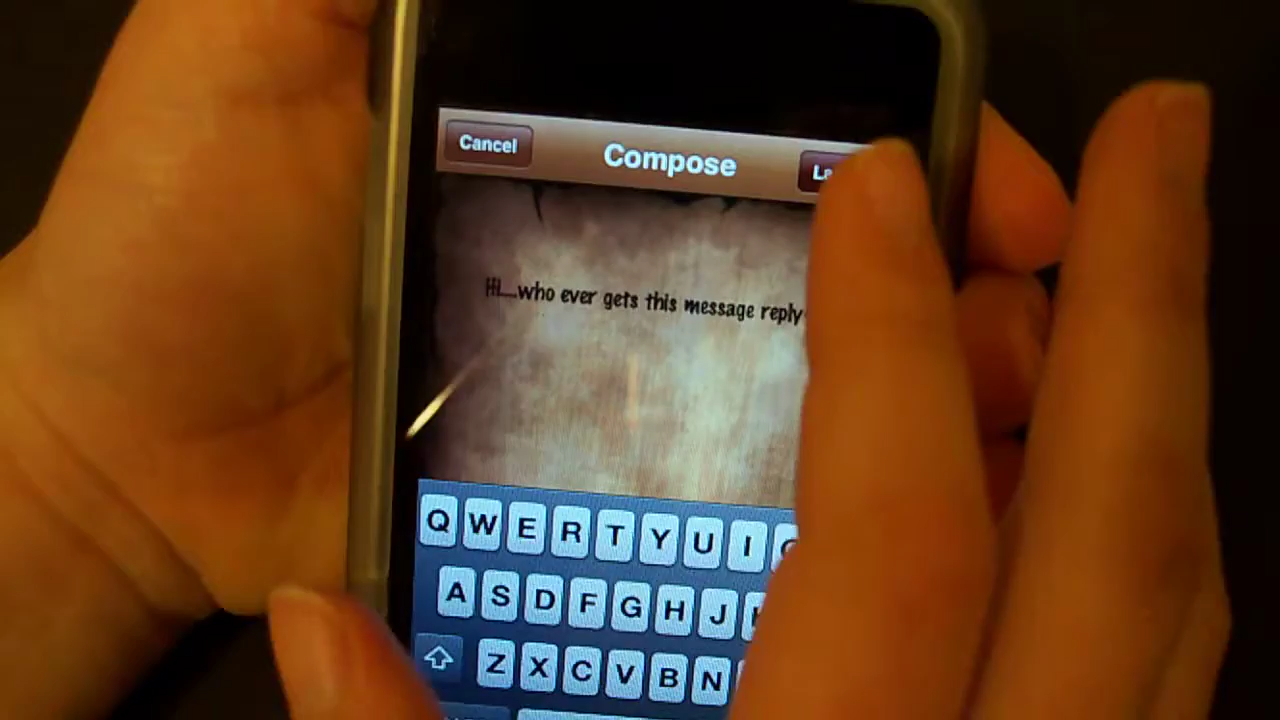 Cancel Compose
Hi....who ever gets this message reply
Q W E R T Y U I
A S D F G H J
Z X C V B N